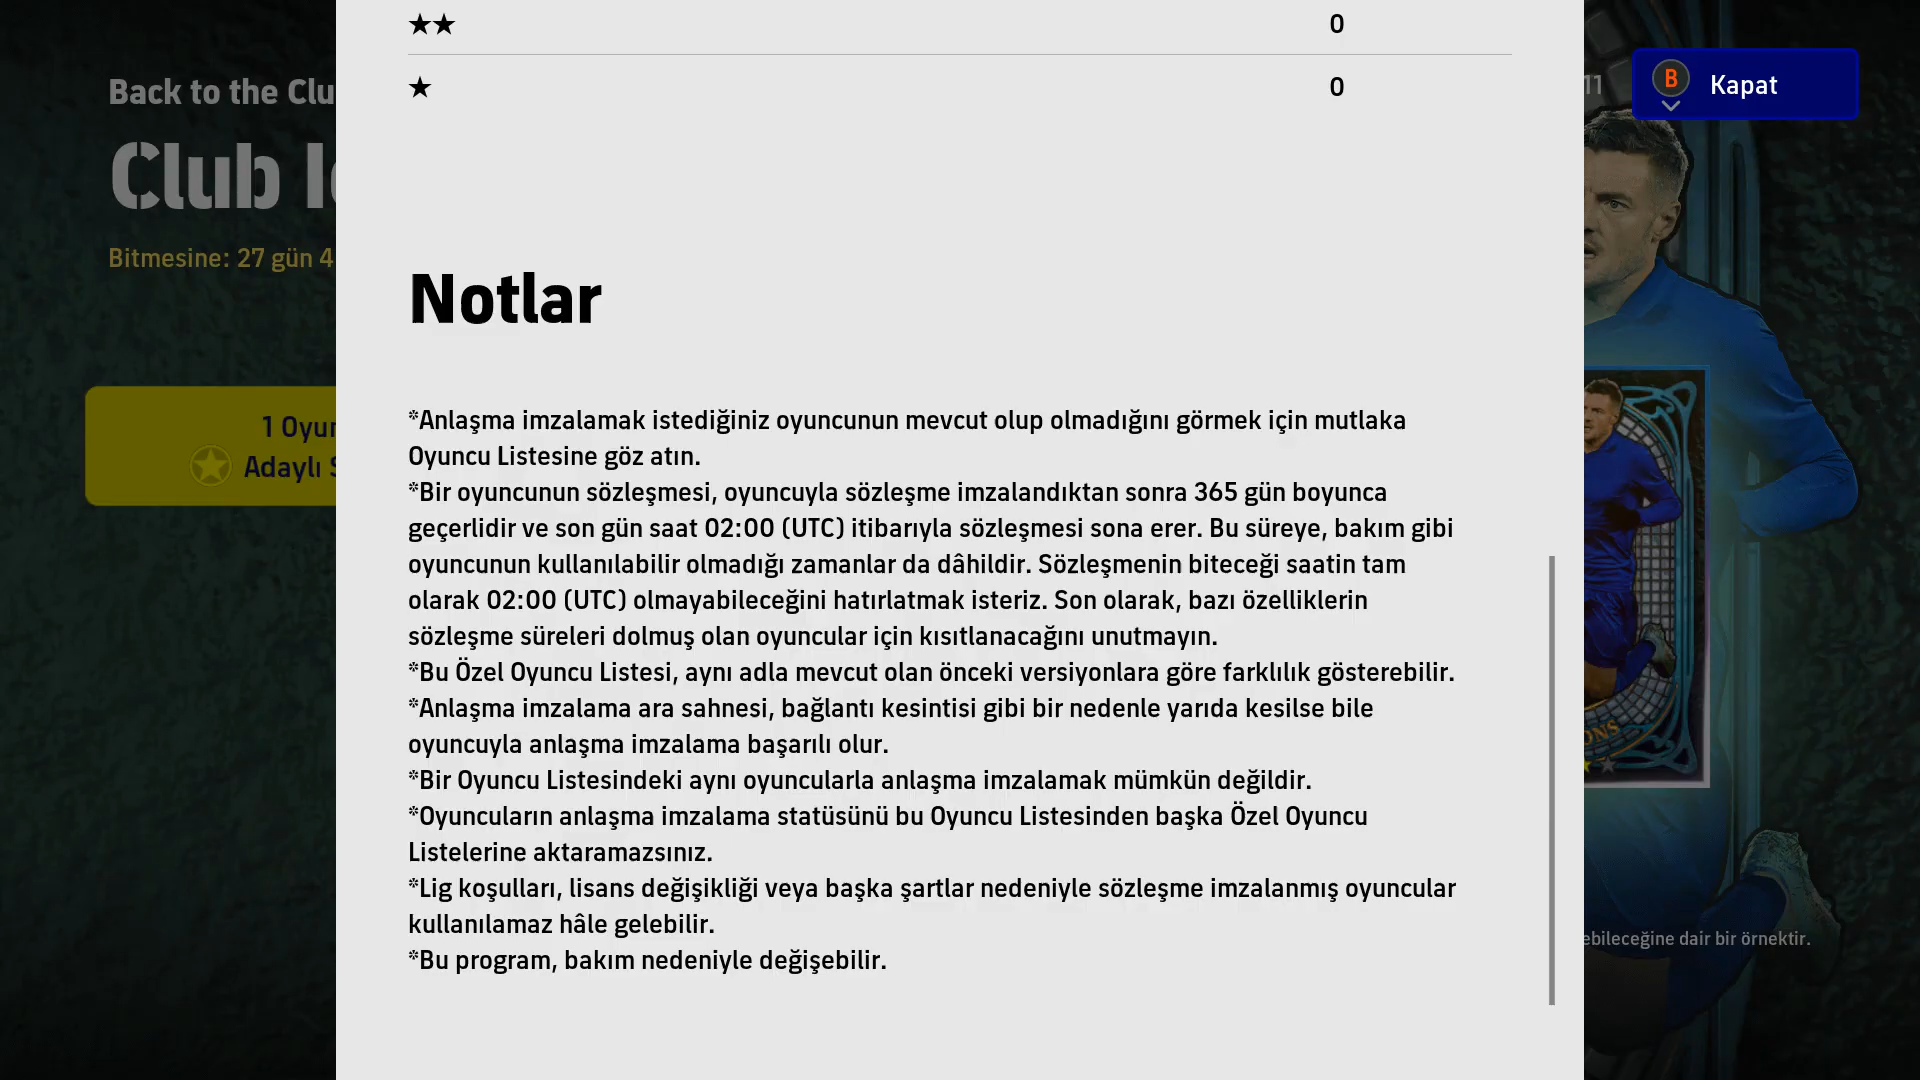 ★★ 0
★ 0
Back to the Clu
Club
Bitmesine: 27 gün 4
11
B Kapat
1 Oyun
Adaylı
Notlar
*Anlaşma imzalamak istediğiniz oyuncunun mevcut olup olmadığını görmek için mutlaka
Oyuncu Listesine göz atın.
*Bir oyuncunun sözleşmesi, oyuncuyla sözleşme imzalandıktan sonra 365 gün boyunca
geçerlidir ve son gün saat 02:00 (UTC) itibarıyla sözleşmesi sona erer. Bu süreye, bakım gibi
oyuncunun kullanılabilir olmadığı zamanlar da dâhildir. Sözleşmenin biteceği saatin tam
olarak 02:00 (UTC) olmayabileceğini hatırlatmak isteriz. Son olarak, bazı özelliklerin
sözleşme süreleri dolmuş olan oyuncular için kısıtlanacağını unutmayın.
*Bu Özel Oyuncu Listesi, aynı adla mevcut olan önceki versiyonlara göre farklılık gösterebilir.
*Anlaşma imzalama ara sahnesi, bağlantı kesintisi gibi bir nedenle yarıda kesilse bile
oyuncuyla anlaşma imzalama başarılı olur.
*Bir Oyuncu Listesindeki aynı oyuncularla anlaşma imzalamak mümkün değildir.
*Oyuncuların anlaşma imzalama statüsünü bu Oyuncu Listesinden başka Özel Oyuncu
Listelerine aktaramazsınız.
*Lig koşulları, lisans değişikliği veya başka şartlar nedeniyle sözleşme imzalanmış oyuncular
kullanılamaz hâle gelebilir.
*Bu program, bakım nedeniyle değişebilir.
ebileceğine dair bir örnektir.